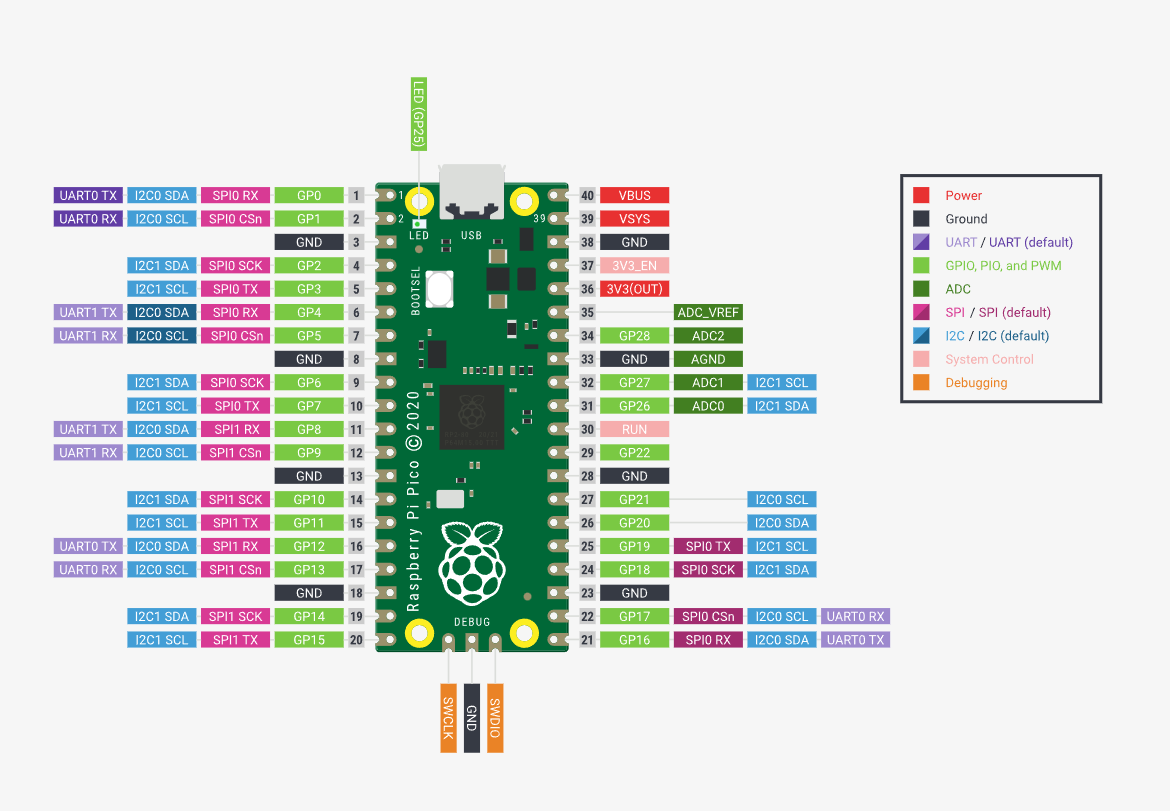 LED (GP25)
UART0 TX I2C0 SDA SPI0 RX GP0 1 1 40 VBUS
UART0 RX I2C0 SCL SPI0 CSn GP1 2 2 39 39 VSYS
LED USB
GND 3 38 GND
I2C1 SDA SPI0 SCK GP2 4 37 3V3_EN
I2C1 SCL SPI0 TX GP3 5 36 3V3(OUT)
BOOTSEL
UART1 TX I2C0 SDA SPI0 RX GP4 6 35 ADC_VREF
UART1 RX I2C0 SCL SPI0 CSn GP5 7 34 GP28 ADC2
GND 8 33 GND AGND
I2C1 SDA SPI0 SCK GP6 9 32 GP27 ADC1 I2C1 SCL
I2C1 SCL SPI0 TX GP7 10 31 GP26 ADC0 I2C1 SDA
UART1 TX I2C0 SDA SPI1 RX GP8 11 30 RUN
UART1 RX I2C0 SCL SPI1 CSn GP9 12 29 GP22
GND 13 28 GND
I2C1 SDA SPI1 SCK GP10 14 27 GP21 I2C0 SCL
I2C1 SCL SPI1 TX GP11 15 26 GP20 I2C0 SDA
UART0 TX I2C0 SDA SPI1 RX GP12 16 25 GP19 SPI0 TX I2C1 SCL
UART0 RX I2C0 SCL SPI1 CSn GP13 17 24 GP18 SPI0 SCK I2C1 SDA
GND 18 23 GND
I2C1 SDA SPI1 SCK GP14 19 22 GP17 SPI0 CSn I2C0 SCL UART0 RX
I2C1 SCL SPI1 TX GP15 20 21 GP16 SPI0 RX I2C0 SDA UART0 TX
Raspberry Pi Pico © 2020
DEBUG
SWCLK
GND
SWDIO
Power
Ground
UART / UART (default)
GPIO, PIO, and PWM
ADC
SPI / SPI (default)
I2C / I2C (default)
System Control
Debugging